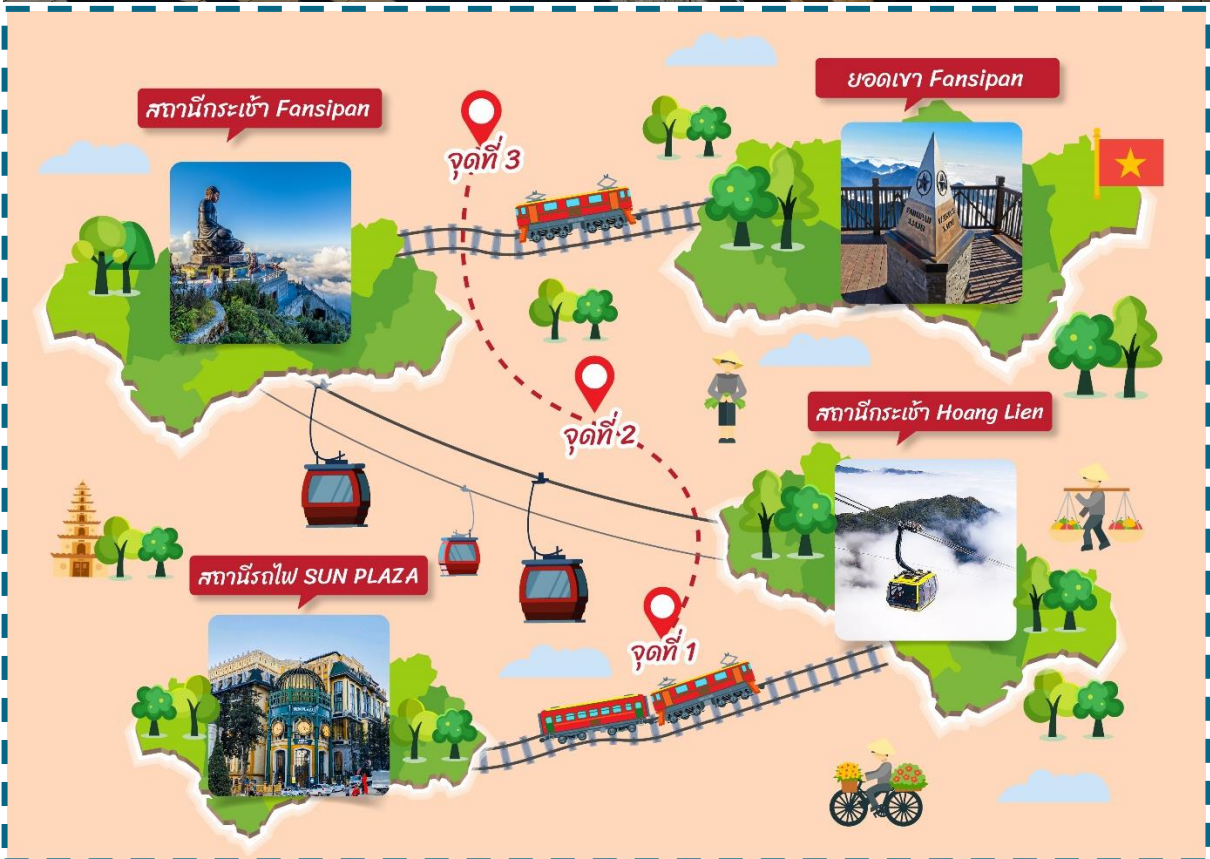 สถานีกระเช้า Fansipan
ยอดเขา Fansipan
จุดที่ 3
จุดที่ 2
สถานีกระเช้า Hoang Lien
สถานีรถไฟ SUN PLAZA
จุดที่ 1